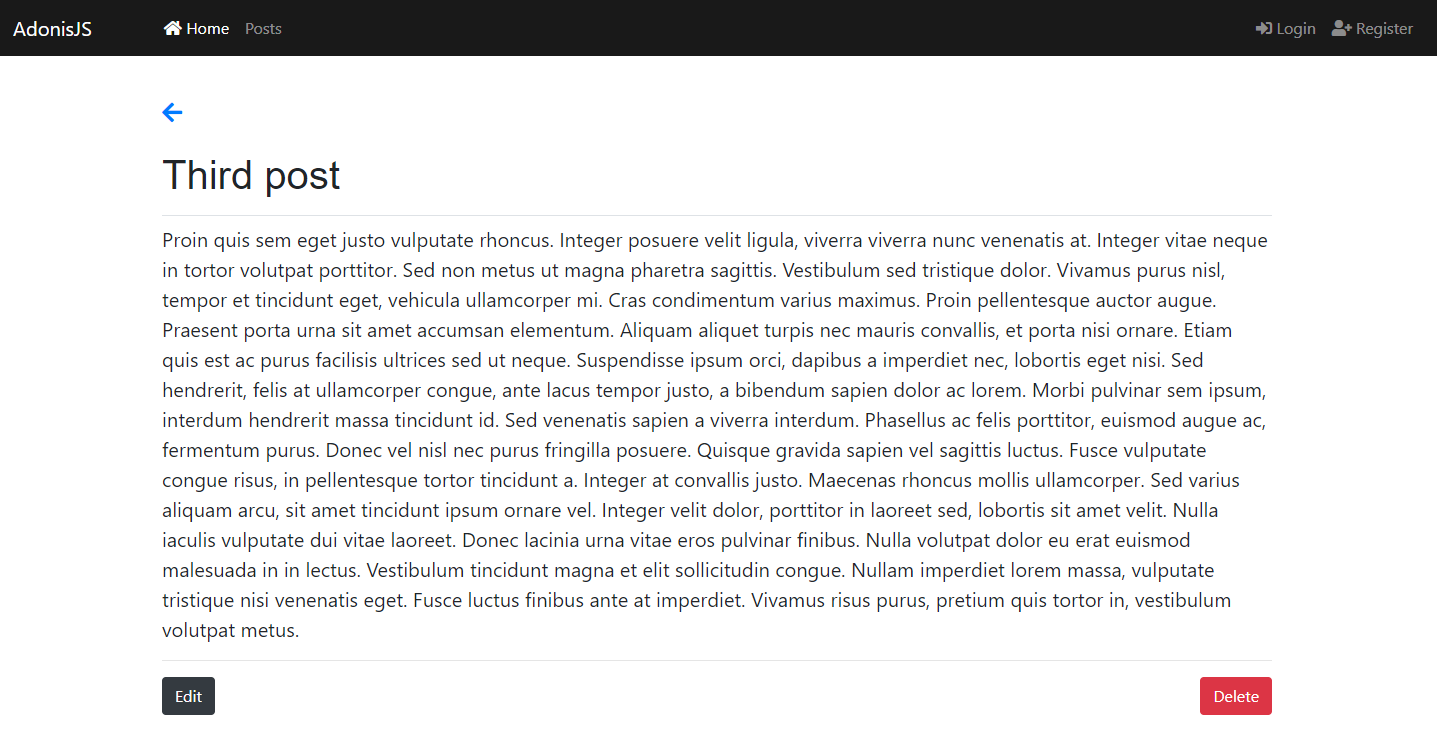 AdonisJS Home Posts Login Register
Third post
Proin quis sem eget justo vulputate rhoncus. Integer posuere velit ligula, viverra viverra nunc venenatis at. Integer vitae neque
in tortor volutpat porttitor. Sed non metus ut magna pharetra sagittis. Vestibulum sed tristique dolor. Vivamus purus nisl,
tempor et tincidunt eget, vehicula ullamcorper mi. Cras condimentum varius maximus. Proin pellentesque auctor augue.
Praesent porta urna sit amet accumsan elementum. Aliquam aliquet turpis nec mauris convallis, et porta nisi ornare. Etiam
quis est ac purus facilisis ultrices sed ut neque. Suspendisse ipsum orci, dapibus a imperdiet nec, lobortis eget nisi. Sed
hendrerit, felis at ullamcorper congue, ante lacus tempor justo, a bibendum sapien dolor ac lorem. Morbi pulvinar sem ipsum,
interdum hendrerit massa tincidunt id. Sed venenatis sapien a viverra interdum. Phasellus ac felis porttitor, euismod augue ac,
fermentum purus. Donec vel nisl nec purus fringilla posuere. Quisque gravida sapien vel sagittis luctus. Fusce vulputate
congue risus, in pellentesque tortor tincidunt a. Integer at convallis justo. Maecenas rhoncus mollis ullamcorper. Sed varius
aliquam arcu, sit amet tincidunt ipsum ornare vel. Integer velit dolor, porttitor in laoreet sed, lobortis sit amet velit. Nulla
iaculis vulputate dui vitae laoreet. Donec lacinia urna vitae eros pulvinar finibus. Nulla volutpat dolor eu erat euismod
malesuada in in lectus. Vestibulum tincidunt magna et elit sollicitudin congue. Nullam imperdiet lorem massa, vulputate
tristique nisi venenatis eget. Fusce luctus finibus ante at imperdiet. Vivamus risus purus, pretium quis tortor in, vestibulum
volutpat metus.
Edit Delete